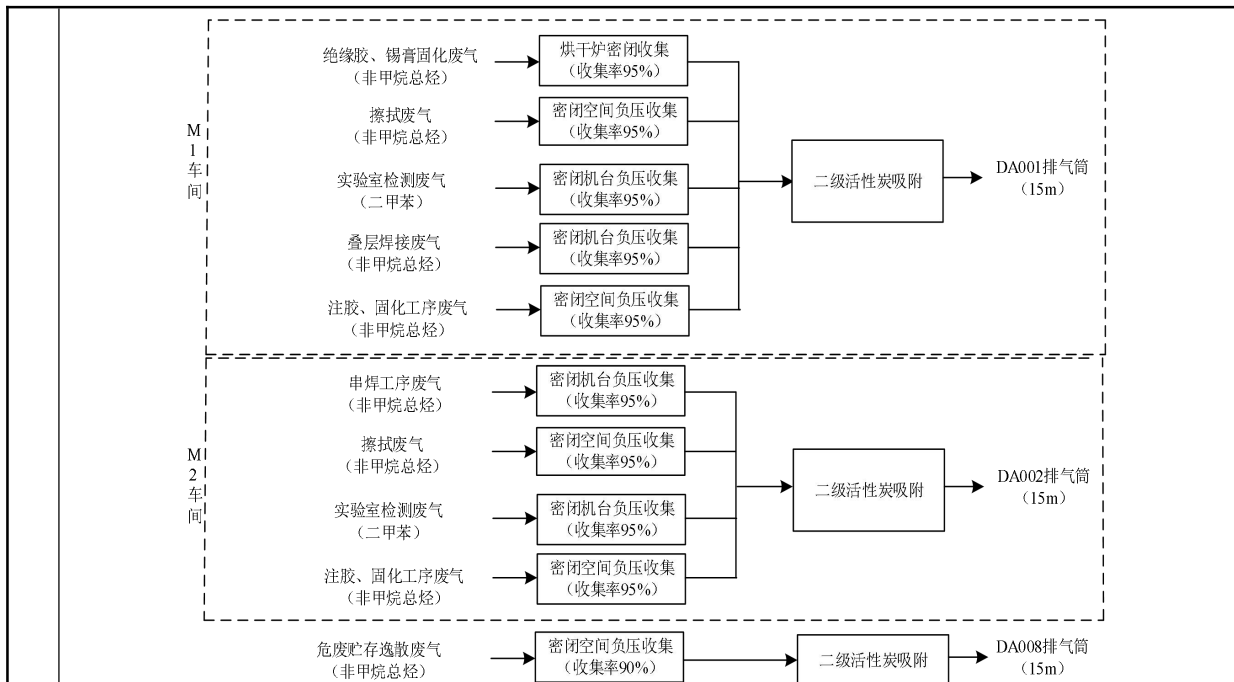 M1车间
绝缘胶、锡膏固化废气
（非甲烷总烃）
烘干炉密闭收集
（收集率95%）
擦拭废气
（非甲烷总烃）
密闭空间负压收集
（收集率95%）
实验室检测废气
（二甲苯）
密闭机台负压收集
（收集率95%）
叠层焊接废气
（非甲烷总烃）
密闭机台负压收集
（收集率95%）
注胶、固化工序废气
（非甲烷总烃）
密闭空间负压收集
（收集率95%）
二级活性炭吸附
DA001排气筒
（15m）
M2车间
串焊工序废气
（非甲烷总烃）
密闭机台负压收集
（收集率95%）
擦拭废气
（非甲烷总烃）
密闭空间负压收集
（收集率95%）
实验室检测废气
（二甲苯）
密闭机台负压收集
（收集率95%）
注胶、固化工序废气
（非甲烷总烃）
密闭空间负压收集
（收集率95%）
二级活性炭吸附
DA002排气筒
（15m）
危废贮存逸散废气
（非甲烷总烃）
密闭空间负压收集
（收集率90%）
二级活性炭吸附
DA008排气筒
（15m）